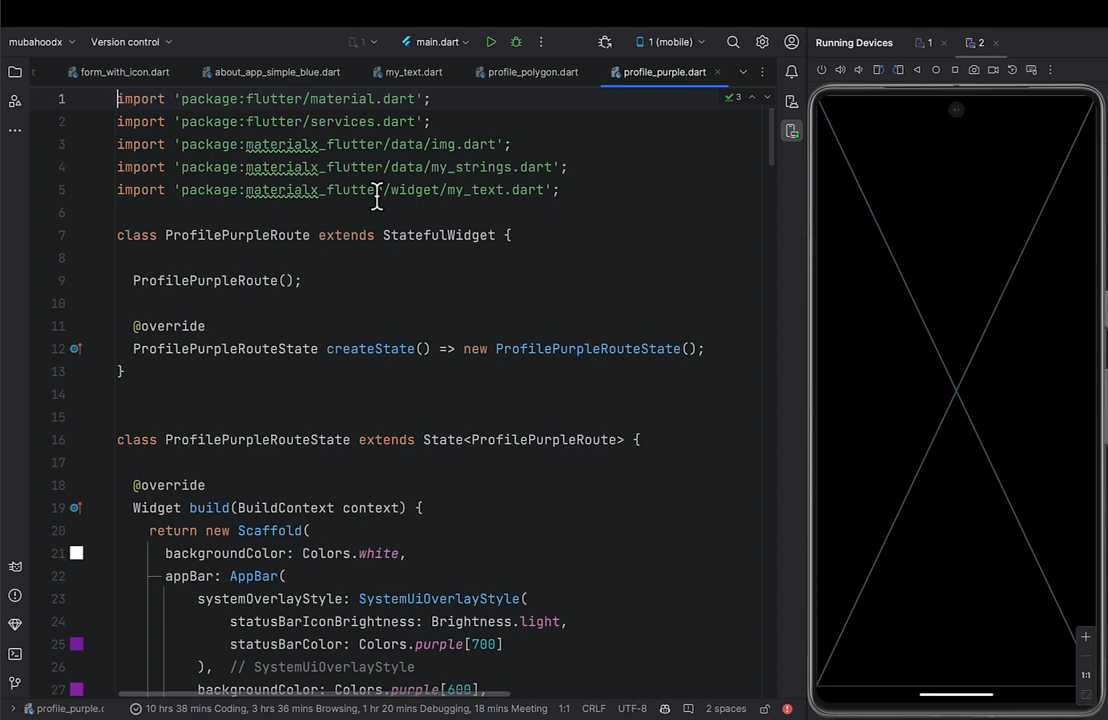 mubahoodx
Version control
1
main.dart
1 (mobile)
Running Devices
1
2
form_with_icon.dart
about_app_simple_blue.dart
my_text.dart
profile_polygon.dart
profile_purple.dart
3
1 import 'package:flutter/material.dart';
2 import 'package:flutter/services.dart';
3 import 'package:materialx_flutter/data/img.dart';
4 import 'package:materialx_flutter/data/my_strings.dart';
5 import 'package:materialx_flutter/widget/my_text.dart';
6
7 class ProfilePurpleRoute extends StatefulWidget {
8
9 ProfilePurpleRoute();
10
11 @override
12 ProfilePurpleRouteState createState() => new ProfilePurpleRouteState();
13 }
14
15
16 class ProfilePurpleRouteState extends State<ProfilePurpleRoute> {
17
18 @override
19 Widget build(BuildContext context) {
20 return new Scaffold(
21 backgroundColor: Colors.white,
22 appBar: AppBar(
23 systemOverlayStyle: SystemUiOverlayStyle(
24 statusBarIconBrightness: Brightness.light,
25 statusBarColor: Colors.purple[700]
26 ), // SystemUiOverlayStyle
27 backgroundColor: Colors.purple[600],
1:1
profile_purple.c
10 hrs 38 mins Coding, 3 hrs 36 mins Browsing, 1 hr 20 mins Debugging, 18 mins Meeting
1:1
CRLF
UTF-8
2 spaces